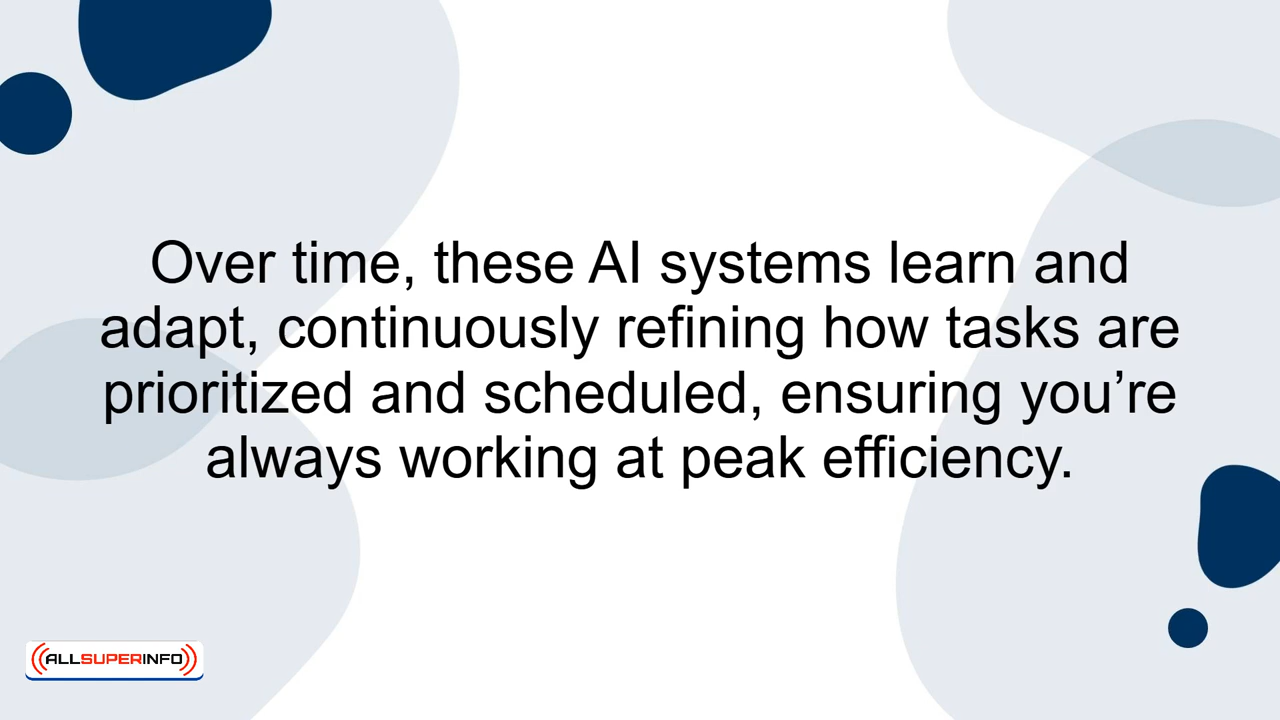 Over time, these AI systems learn and
adapt, continuously refining how tasks are
prioritized and scheduled, ensuring you’re
always working at peak efficiency.
ALLSUPERINFO